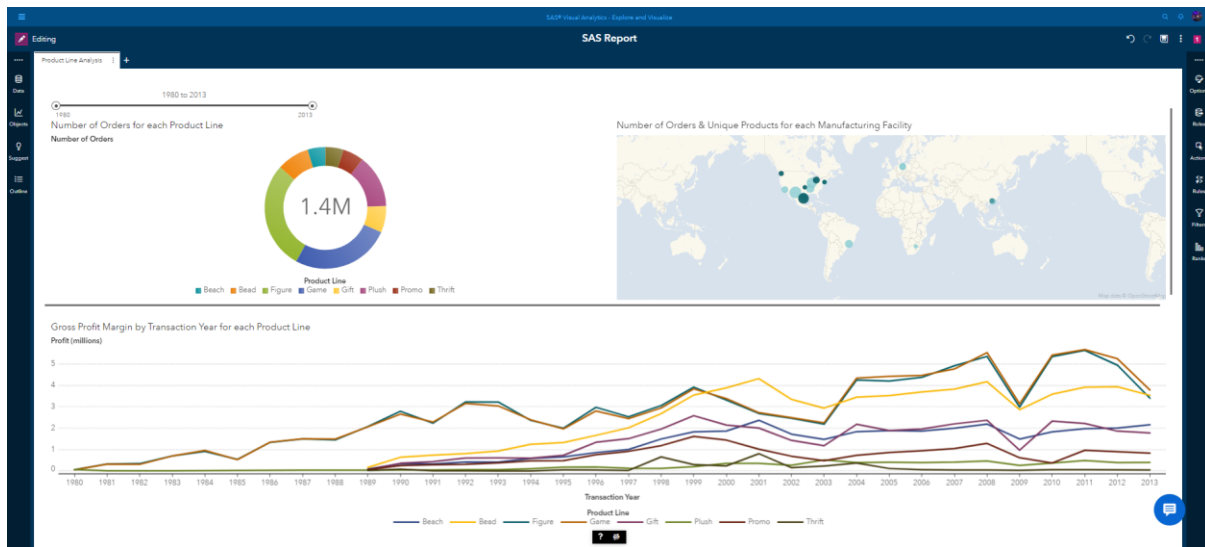 SAS® Visual Analytics - Explore and Visualize
Editing
SAS Report
1
Product Line Analysis
+
Data
Objects
Suggest
Outline
Options
Roles
Actions
Rules
Filters
Ranks
1980 to 2013
1980 2013
Number of Orders for each Product Line
Number of Orders
1.4M
Product Line
Beach Bead Figure Game Gift Plush Promo Thrift
Number of Orders & Unique Products for each Manufacturing Facility
Gross Profit Margin by Transaction Year for each Product Line
Profit (millions)
5
4
3
2
1
0
1980 1981 1982 1983 1984 1985 1986 1987 1988 1989 1990 1991 1992 1993 1994 1995 1996 1997 1998 1999 2000 2001 2002 2003 2004 2005 2006 2007 2008 2009 2010 2011 2012 2013
Transaction Year
Product Line
Beach Bead Figure Game Gift Plush Promo Thrift
?